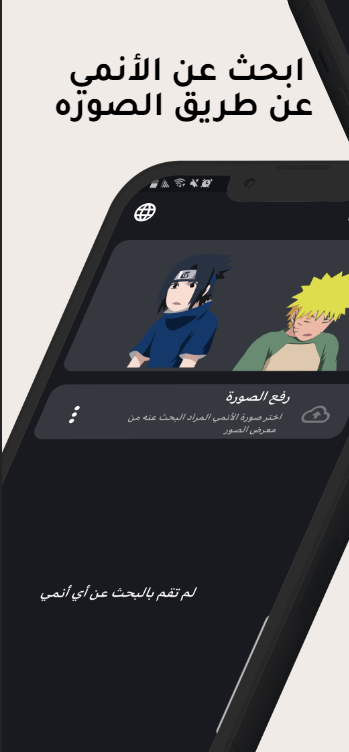 ابحث عن الأنمي
عن طريق الصوره
رفع الصورة
اختر صورة الأنمي المراد البحث عنه من
معرض الصور
لم تقم بالبحث عن أي أنمي